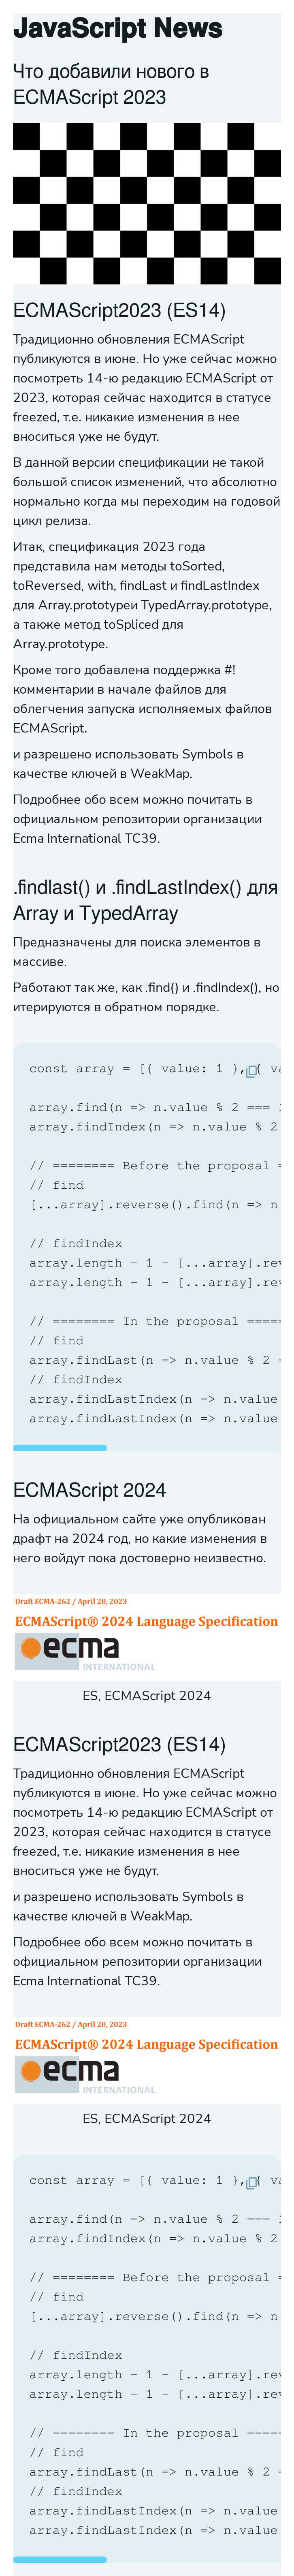 JavaScript News
Что добавили нового в
ECMAScript 2023
ECMAScript2023 (ES14)
Традиционно обновления ECMAScript
публикуются в июне. Но уже сейчас можно
посмотреть 14-ю редакцию ECMAScript от
2023, которая сейчас находится в статусе
freezed, т.е. никакие изменения в нее
вноситься уже не будут.
В данной версии спецификации не такой
большой список изменений, что абсолютно
нормально когда мы переходим на годовой
цикл релиза.
Итак, спецификация 2023 года
представила нам методы toSorted,
toReversed, with, findLast и findLastIndex
для Array.prototypeи TypedArray.prototype,
а также метод toSpliced для
Array.prototype.
Кроме того добавлена поддержка #!
комментарии в начале файлов для
облегчения запуска исполняемых файлов
ECMAScript.
и разрешено использовать Symbols в
качестве ключей в WeakMap.
Подробнее обо всем можно почитать в
официальном репозитории организации
Ecma International TC39.
.findlast() и .findLastIndex() для
Array и TypedArray
Предназначены для поиска элементов в
массиве.
Работают так же, как .find() и .findIndex(), но
итерируются в обратном порядке.
const array = [{ value: 1 }, { va
array.find(n => n.value % 2 === 1
array.findIndex(n => n.value % 2
// ======== Before the proposal =
// find
[...array].reverse().find(n => n
// findIndex
array.length - 1 - [...array].rev
array.length - 1 - [...array].rev
// ======== In the proposal =====
// find
array.findLast(n => n.value % 2 =
// findIndex
array.findLastIndex(n => n.value
array.findLastIndex(n => n.value
ECMAScript 2024
На официальном сайте уже опубликован
драфт на 2024 год, но какие изменения в
него войдут пока достоверно неизвестно.
Draft ECMA-262 / April 20, 2023
ECMAScript® 2024 Language Specification
ecma
INTERNATIONAL
ES, ECMAScript 2024
ECMAScript2023 (ES14)
Традиционно обновления ECMAScript
публикуются в июне. Но уже сейчас можно
посмотреть 14-ю редакцию ECMAScript от
2023, которая сейчас находится в статусе
freezed, т.е. никакие изменения в нее
вноситься уже не будут.
и разрешено использовать Symbols в
качестве ключей в WeakMap.
Подробнее обо всем можно почитать в
официальном репозитории организации
Ecma International TC39.
Draft ECMA-262 / April 20, 2023
ECMAScript® 2024 Language Specification
ecma
INTERNATIONAL
ES, ECMAScript 2024
const array = [{ value: 1 }, { va
array.find(n => n.value % 2 === 1
array.findIndex(n => n.value % 2
// ======== Before the proposal =
// find
[...array].reverse().find(n => n
// findIndex
array.length - 1 - [...array].rev
array.length - 1 - [...array].rev
// ======== In the proposal =====
// find
array.findLast(n => n.value % 2 =
// findIndex
array.findLastIndex(n => n.value
array.findLastIndex(n => n.value